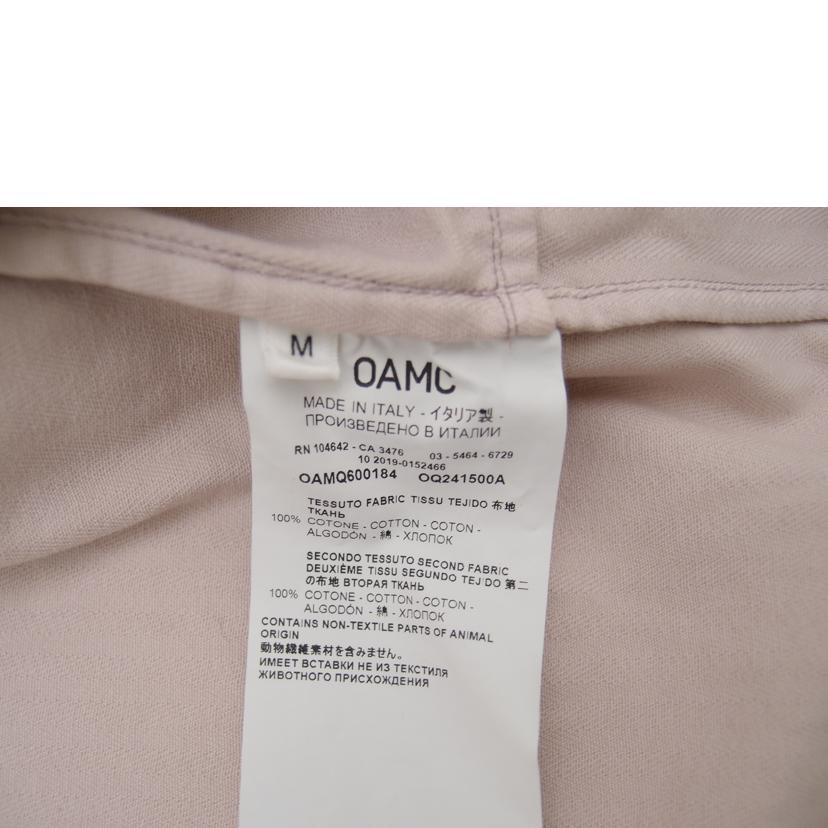 M
OAMC
MADE IN ITALY - イタリア製 -
ПРОИЗВЕДЕНО В ИТАЛИИ
RN 104642 - CA 3476 03 - 5464 - 6729
10 2019-0152466
OAMQ600184 OQ241500A
TESSUTO FABRIC TISSU TEJIDO 布地
ТКАНЬ
100% COTONE - COTTON - COTON -
ALGODÓN - 綿 - ХЛОПОК
SECONDO TESSUTO SECOND FABRIC
DEUXIÈME TISSU SEGUNDO TEJIDO 第二
の布地 ВТОРАЯ ТКАНЬ
100% COTONE - COTTON - COTON -
ALGODÓN - 綿 - ХЛОПОК
CONTAINS NON-TEXTILE PARTS OF ANIMAL
ORIGIN
動物繊維素材を含みません。
ИМЕЕТ ВСТАВКИ НЕ ИЗ ТЕКСТИЛЯ
ЖИВОТНОГО ПРИСХОЖДЕНИЯ